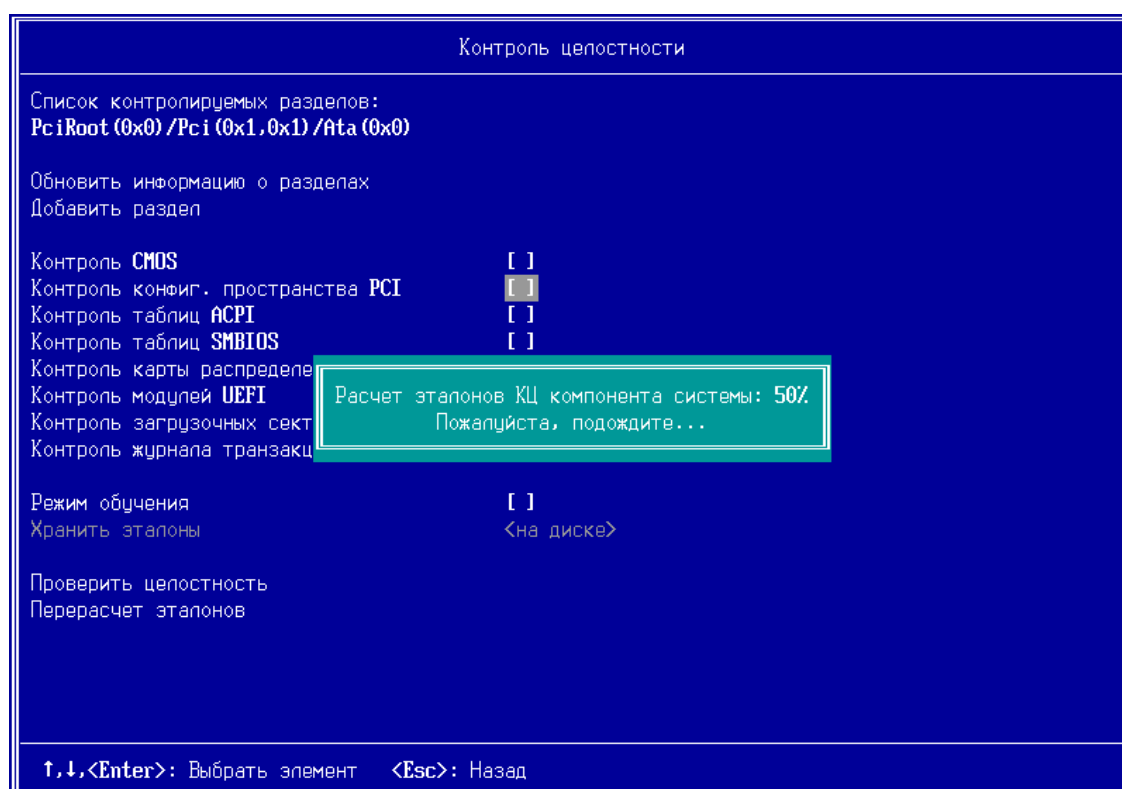 Контроль целостности
Список контролируемых разделов:
PciRoot(0x0)/Pci(0x1,0x1)/Ata(0x0)
Обновить информацию о разделах
Добавить раздел
Контроль CMOS [ ]
Контроль конфиг. пространства PCI [ ]
Контроль таблиц ACPI [ ]
Контроль таблиц SMBIOS [ ]
Контроль карты распределе
Контроль модулей UEFI
Расчет эталонов КЦ компонента системы: 50%
Контроль загрузочных сект
Пожалуйста, подождите...
Контроль журнала транзакц
Режим обучения [ ]
Хранить эталоны <на диске>
Проверить целостность
Перерасчет эталонов
↑,↓,<Enter>: Выбрать элемент <Esc>: Назад